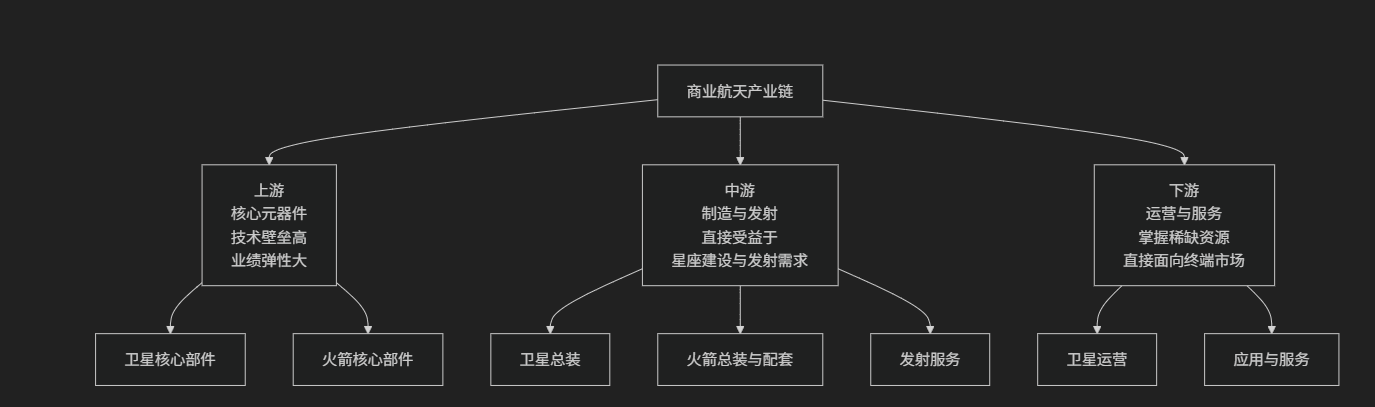 商业航天产业链
上游
核心元器件
技术壁垒高
业绩弹性大
中游
制造与发射
直接受益于
星座建设与发射需求
下游
运营与服务
掌握稀缺资源
直接面向终端市场
卫星核心部件
火箭核心部件
卫星总装
火箭总装与配套
发射服务
卫星运营
应用与服务